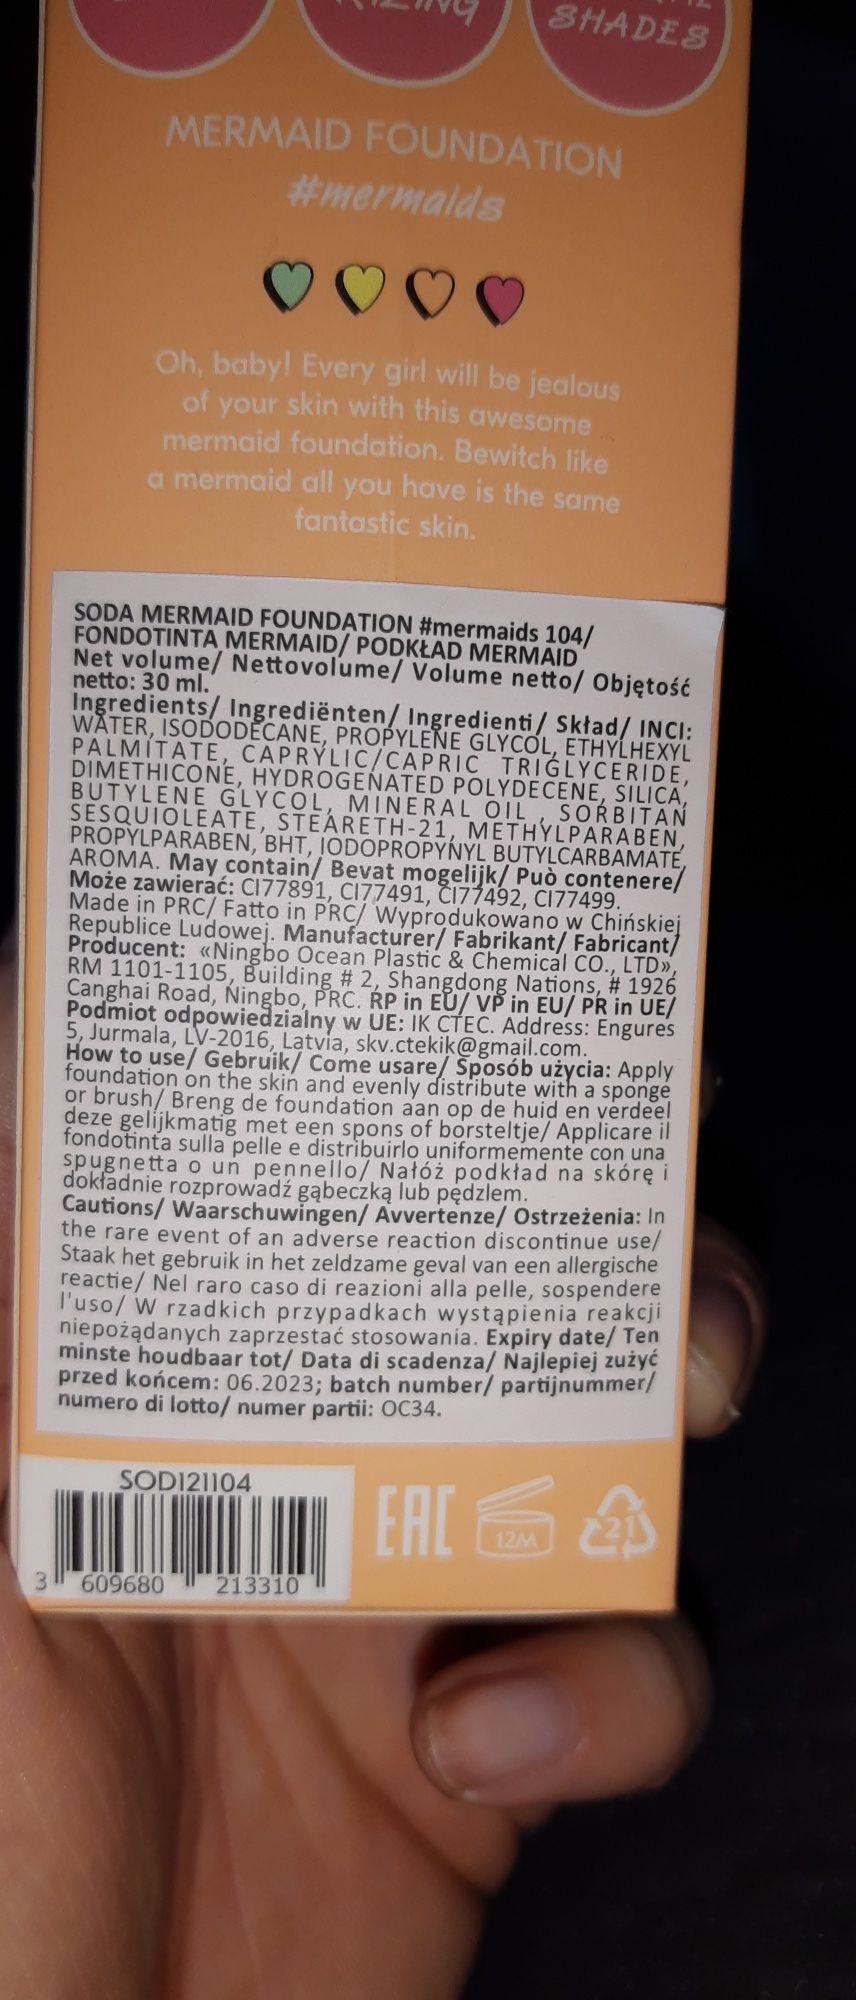 SHADES
MERMAID FOUNDATION
#mermaids
Oh, baby! Every girl will be jealous
of your skin with this awesome
mermaid foundation. Bewitch like
a mermaid all you have is the same
fantastic skin.
SODA MERMAID FOUNDATION #mermaids 104/
FONDOTINTA MERMAID/ PODKŁAD MERMAID
Net volume/ Nettovolume/ Volume netto/ Objętość
netto: 30 ml.
Ingredients/ Ingrediënten/ Ingredienti/ Skład/ INCI:
WATER, ISODODECANE, PROPYLENE GLYCOL, ETHYLHEXYL
PALMITATE, CAPRYLIC/CAPRIC TRIGLYCERIDE,
DIMETHICONE, HYDROGENATED POLYDECENE, SILICA,
BUTYLENE GLYCOL, MINERAL OIL , SORBITAN
SESQUIOLEATE, STEARETH-21, METHYLPARABEN,
PROPYLPARABEN, BHT, IODOPROPYNYL BUTYLCARBAMATE,
AROMA. May contain/ Bevat mogelijk/ Può contenere/
Może zawierać: CI77891, CI77491, CI77492, CI77499.
Made in PRC/ Fatto in PRC/ Wyprodukowano w Chińskiej
Republice Ludowej. Manufacturer/ Fabrikant/ Fabricant/
Producent: «Ningbo Ocean Plastic & Chemical CO., LTD»,
RM 1101-1105, Building # 2, Shangdong Nations, # 1926
Canghai Road, Ningbo, PRC. RP in EU/ VP in EU/ PR in UE/
Podmiot odpowiedzialny w UE: IK CTEC. Address: Engures
5, Jurmala, LV-2016, Latvia, skv.ctekik@gmail.com.
How to use/ Gebruik/ Come usare/ Sposób użycia: Apply
foundation on the skin and evenly distribute with a sponge
or brush/ Breng de foundation aan op de huid en verdeel
deze gelijkmatig met een spons of borsteltje/ Applicare il
fondotinta sulla pelle e distribuirlo uniformemente con una
spugnetta o un pennello/ Nałóż podkład na skórę i
dokładnie rozprowadź gąbeczką lub pędzlem.
Cautions/ Waarschuwingen/ Avvertenze/ Ostrzeżenia: In
the rare event of an adverse reaction discontinue use/
Staak het gebruik in het zeldzame geval van een allergische
reactie/ Nel raro caso di reazioni alla pelle, sospendere
l'uso/ W rzadkich przypadkach wystąpienia reakcji
niepożądanych zaprzestać stosowania. Expiry date/ Ten
minste houdbaar tot/ Data di scadenza/ Najlepiej zużyć
przed końcem: 06.2023; batch number/ partijnummer/
numero di lotto/ numer partii: OC34.
SOD121104
3 609680 213310
EAC
12M
21